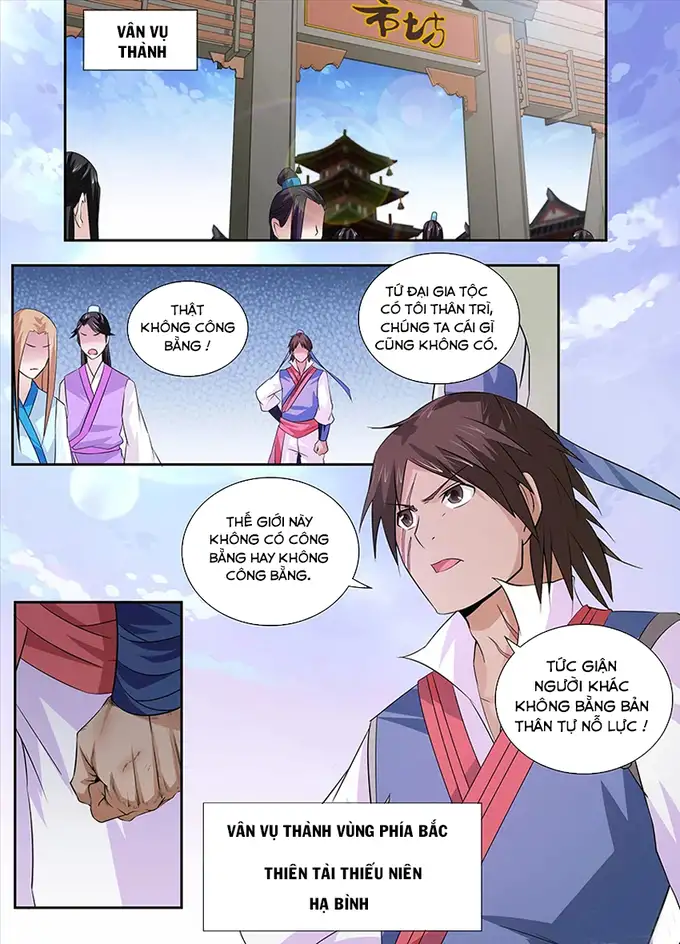 市坊
VÂN VỤ
THÀNH
THẬT
KHÔNG CÔNG
BẰNG !
TỨ ĐẠI GIA TỘC
CÓ TÔI THÂN TRÌ,
CHÚNG TA CÁI GÌ
CŨNG KHÔNG CÓ.
THẾ GIỚI NÀY
KHÔNG CÓ CÔNG
BẰNG HAY KHÔNG
CÔNG BẰNG.
TỨC GIẬN
NGƯỜI KHÁC
KHÔNG BẰNG BẢN
THÂN TỰ NỖ LỰC !
VÂN VỤ THÀNH VÙNG PHÍA BẮC
THIÊN TÀI THIẾU NIÊN
HẠ BÌNH